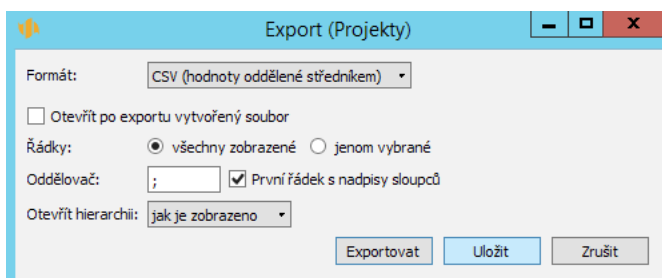 Export (Projekty)
Formát: CSV (hodnoty oddělené středníkem)
Otevřít po exportu vytvořený soubor
Řádky: všechny zobrazené jenom vybrané
Oddělovač: ; První řádek s nadpisy sloupců
Otevřít hierarchii: jak je zobrazeno
Exportovat Uložit Zrušit